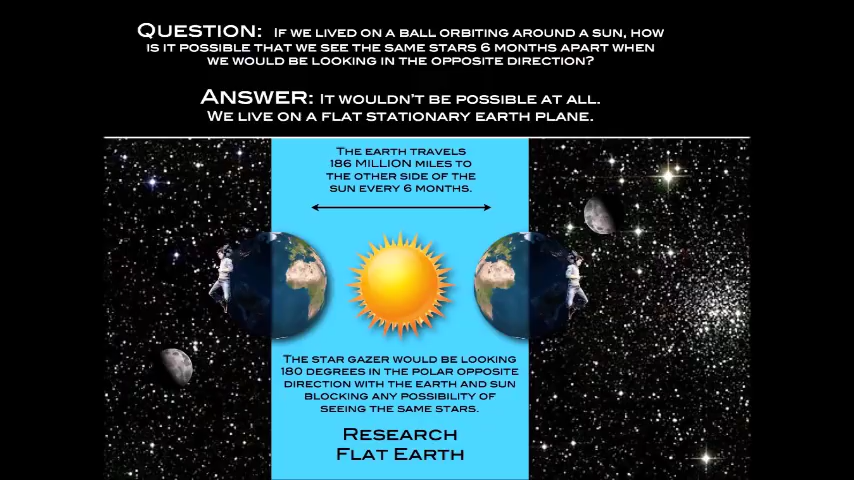 QUESTION: IF WE LIVED ON A BALL ORBITING AROUND A SUN, HOW
IS IT POSSIBLE THAT WE SEE THE SAME STARS 6 MONTHS APART WHEN
WE WOULD BE LOOKING IN THE OPPOSITE DIRECTION?
ANSWER: IT WOULDN'T BE POSSIBLE AT ALL.
WE LIVE ON A FLAT STATIONARY EARTH PLANE.
THE EARTH TRAVELS
186 MILLION MILES TO
THE OTHER SIDE OF THE
SUN EVERY 6 MONTHS.
THE STAR GAZER WOULD BE LOOKING
180 DEGREES IN THE POLAR OPPOSITE
DIRECTION WITH THE EARTH AND SUN
BLOCKING ANY POSSIBILITY OF
SEEING THE SAME STARS.
RESEARCH
FLAT EARTH